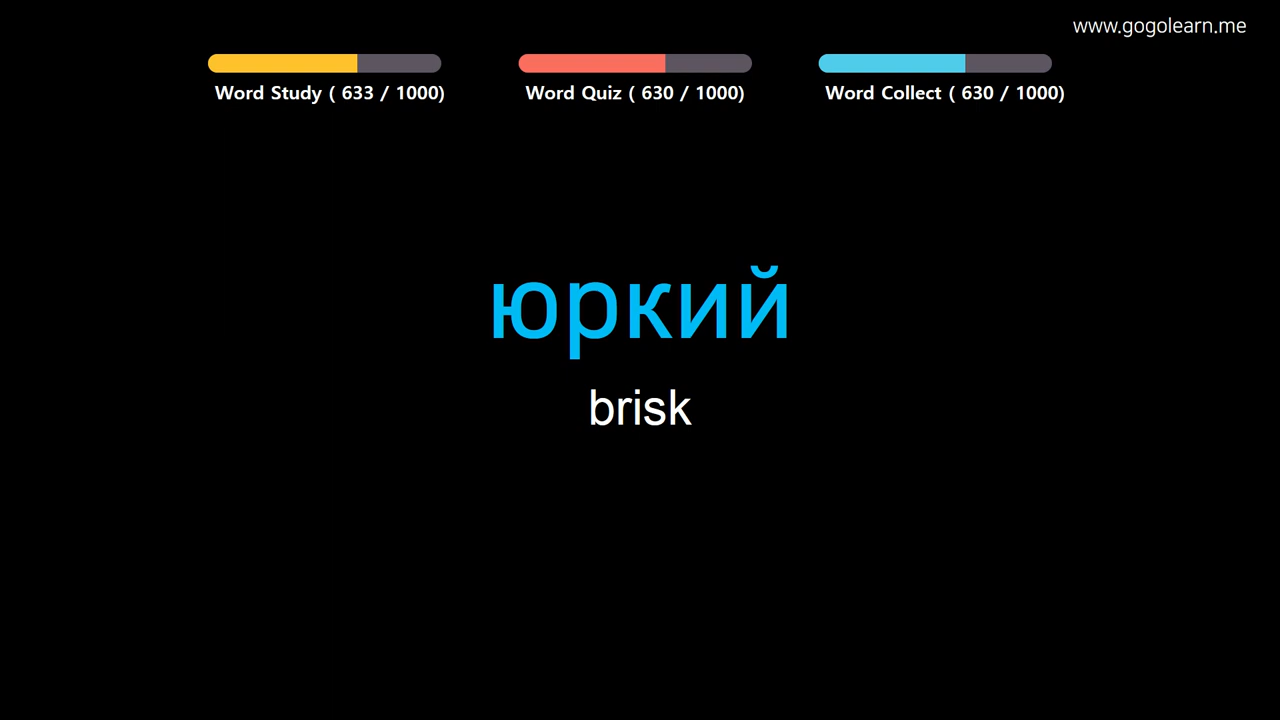 www.gogolearn.me
Word Study ( 633 / 1000)
Word Quiz ( 630 / 1000)
Word Collect ( 630 / 1000)
юркий
brisk